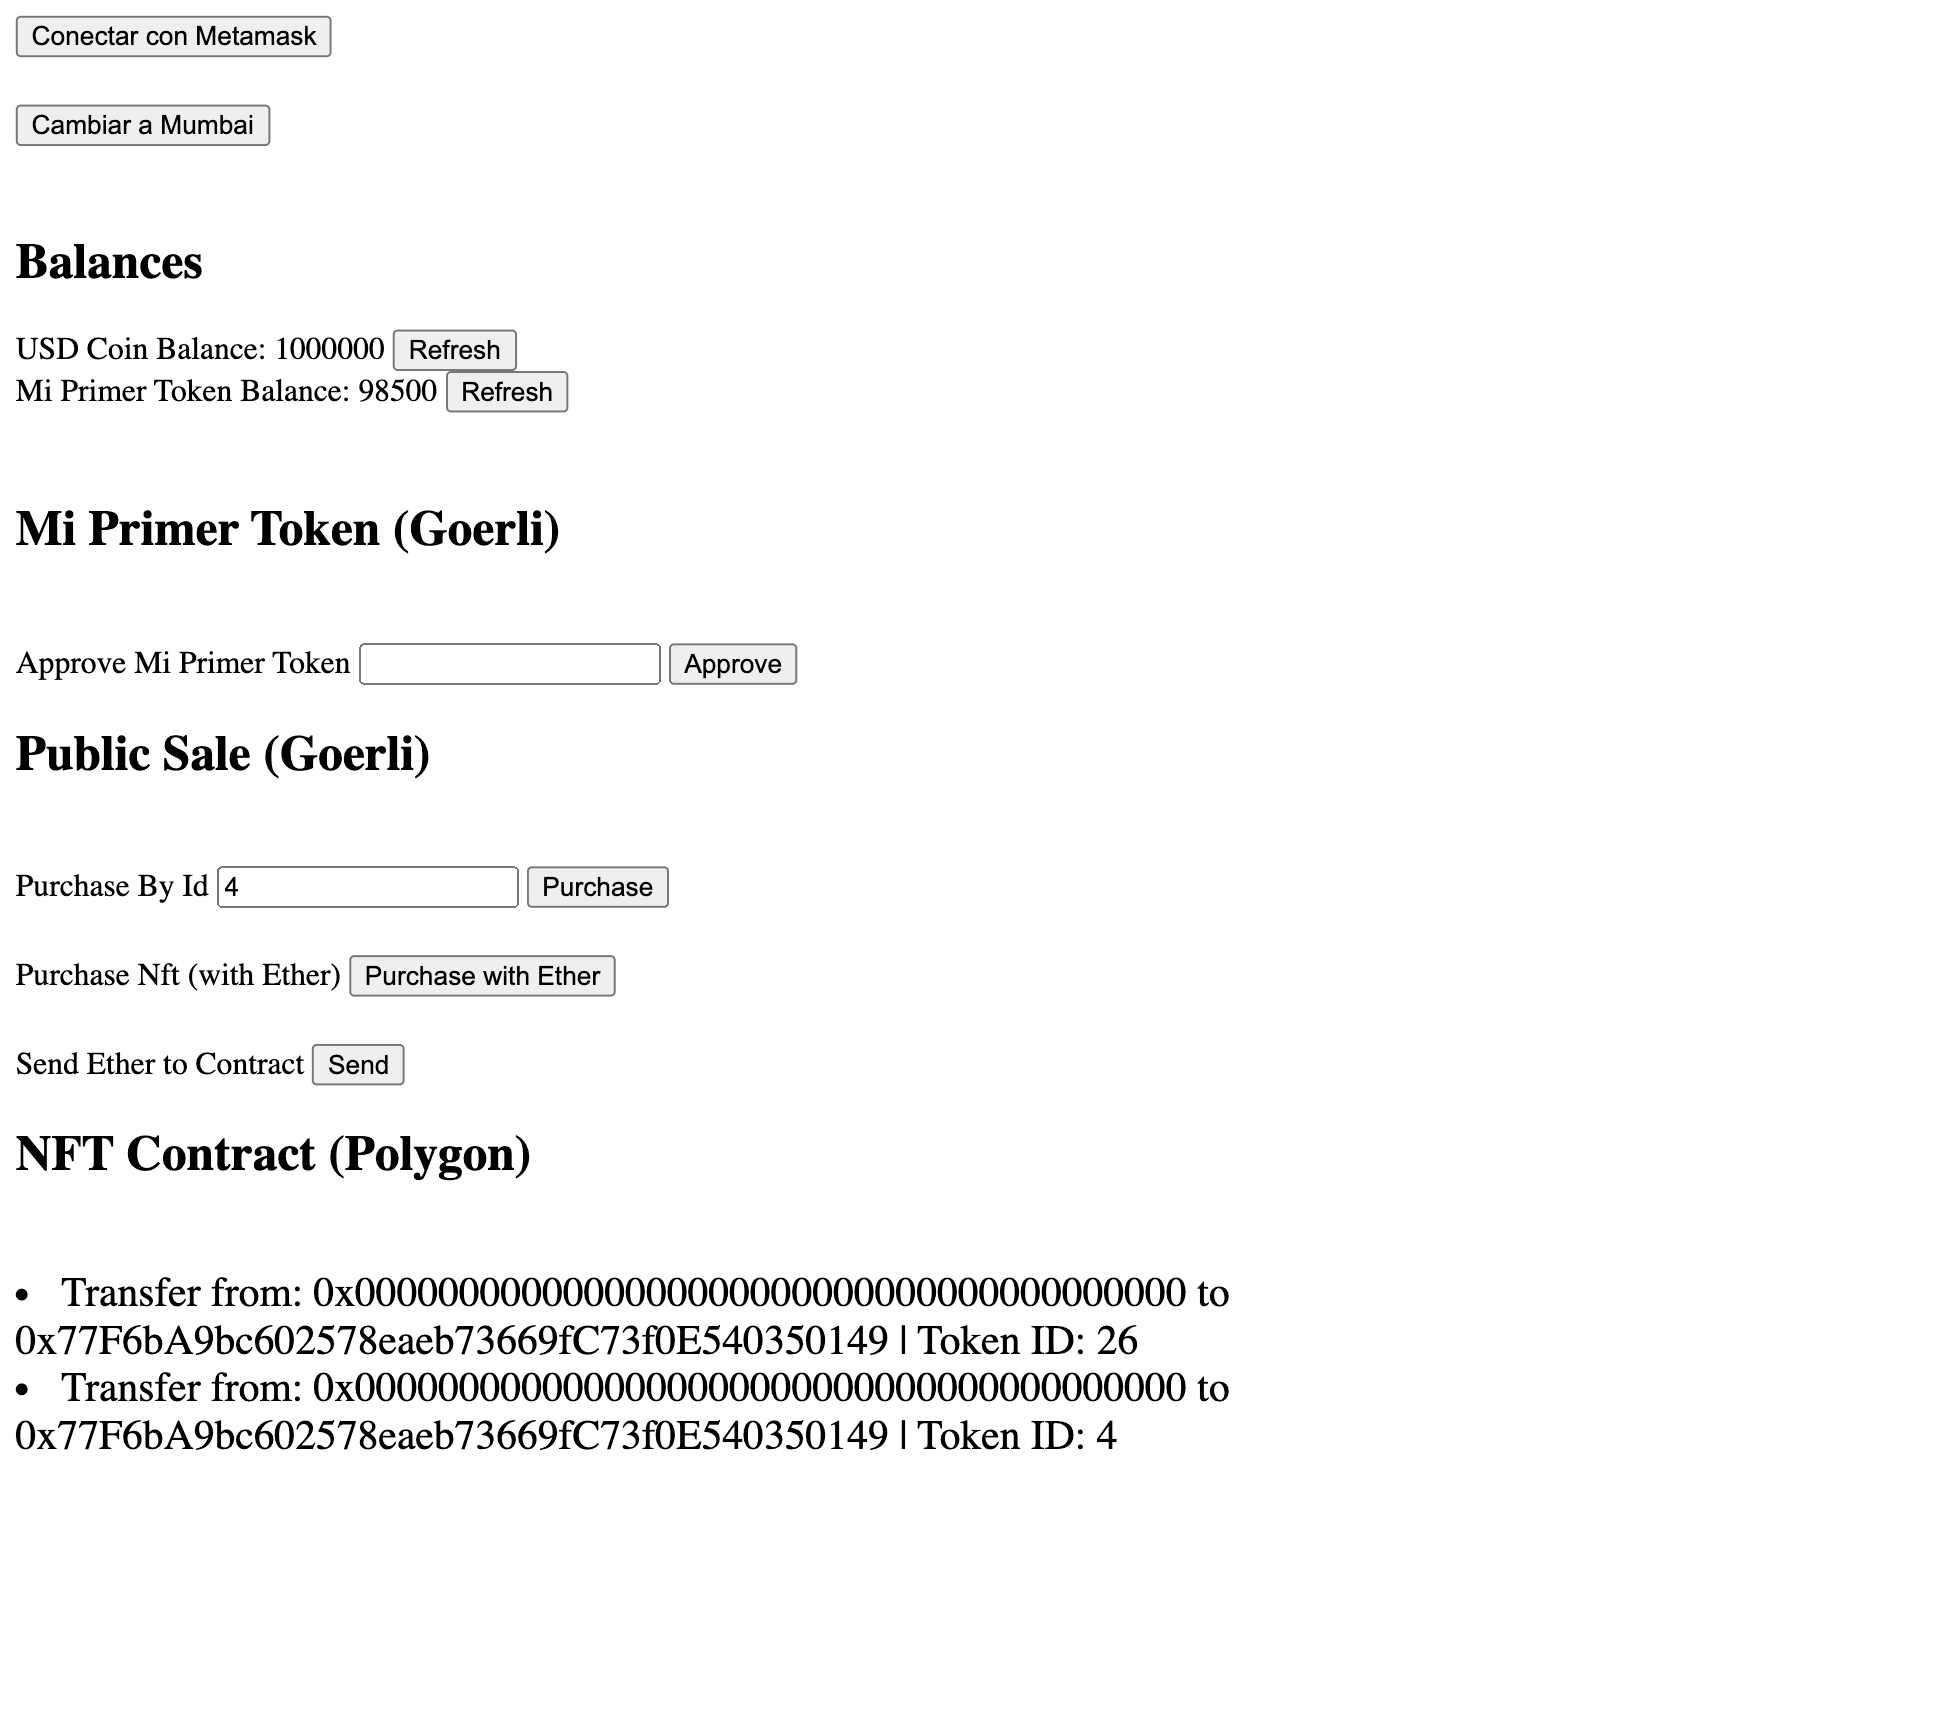 Conectar con Metamask
Cambiar a Mumbai
Balances
USD Coin Balance: 1000000 Refresh
Mi Primer Token Balance: 98500 Refresh
Mi Primer Token (Goerli)
Approve Mi Primer Token Approve
Public Sale (Goerli)
Purchase By Id 4 Purchase
Purchase Nft (with Ether) Purchase with Ether
Send Ether to Contract Send
NFT Contract (Polygon)
• Transfer from: 0x0000000000000000000000000000000000000000 to
0x77F6bA9bc602578eaeb73669fC73f0E540350149 | Token ID: 26
• Transfer from: 0x0000000000000000000000000000000000000000 to
0x77F6bA9bc602578eaeb73669fC73f0E540350149 | Token ID: 4